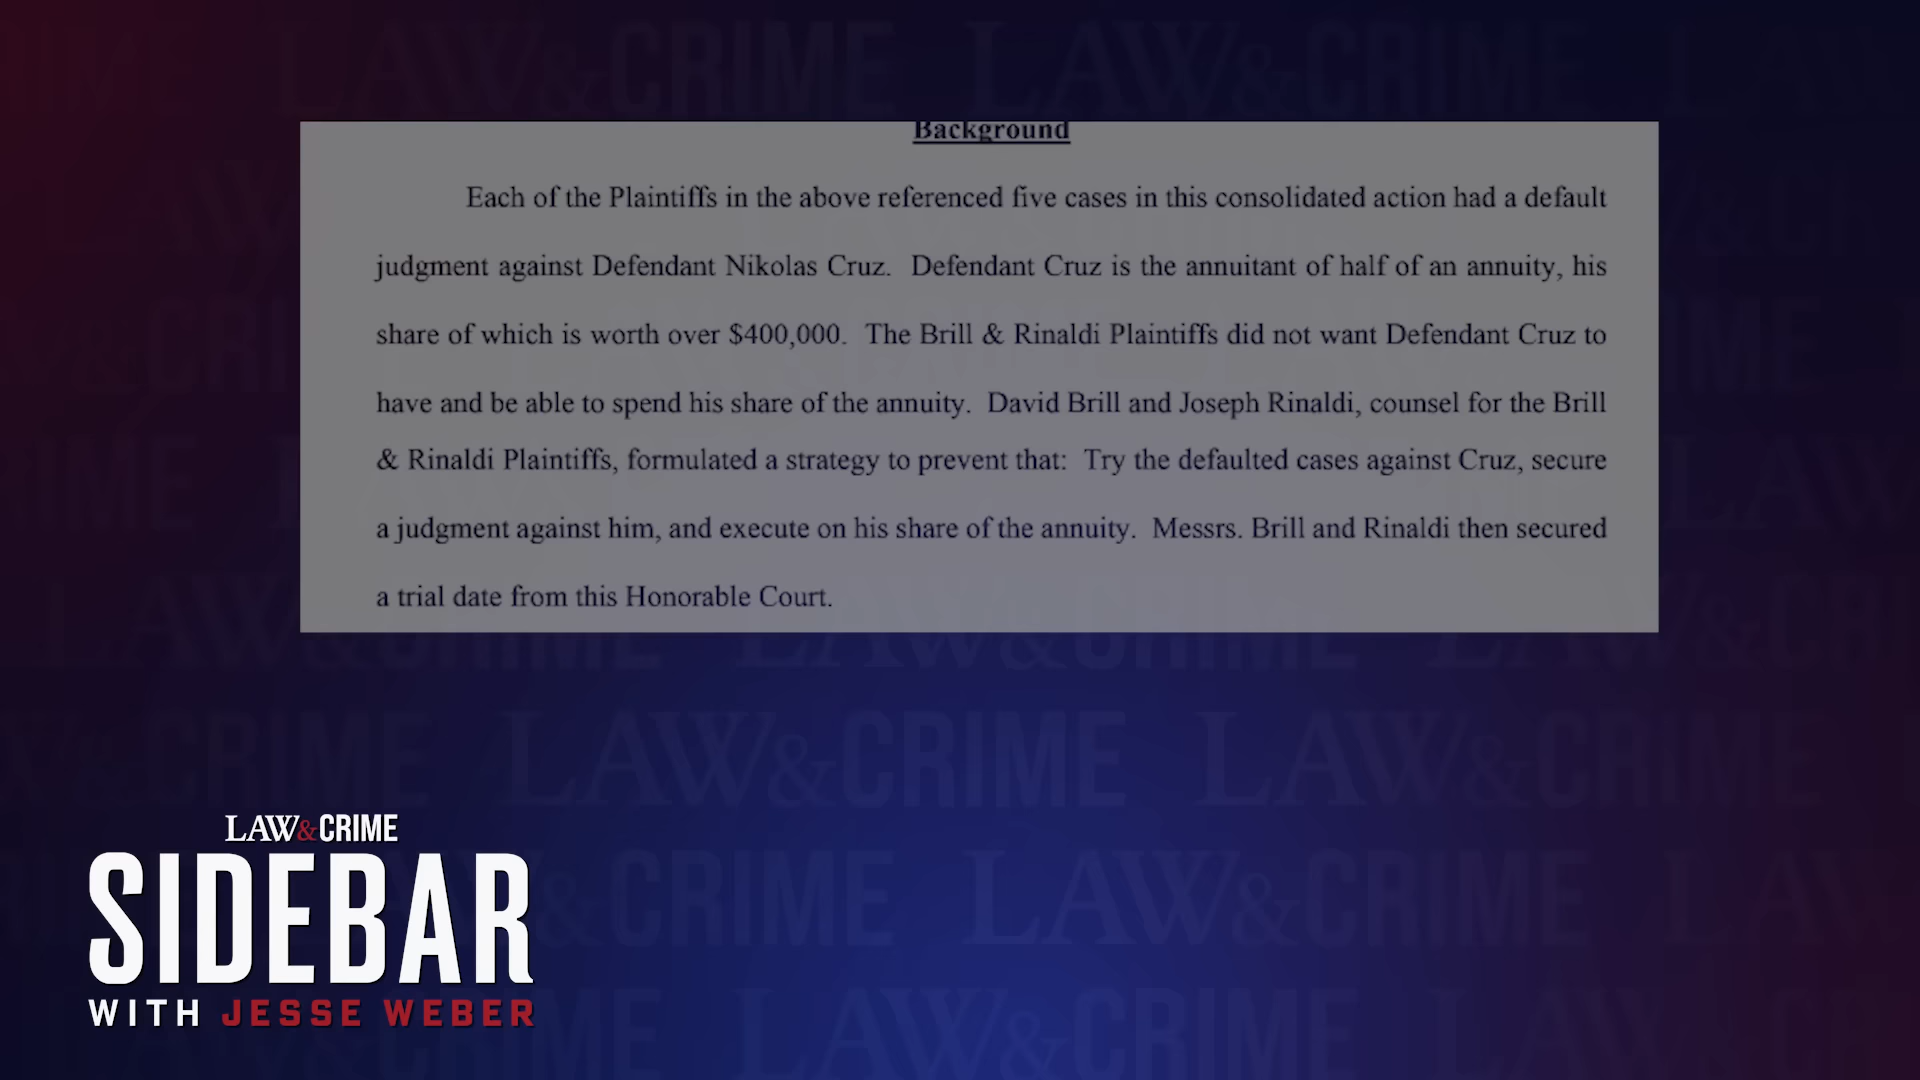 Background
Each of the Plaintiffs in the above referenced five cases in this consolidated action had a default
judgment against Defendant Nikolas Cruz.  Defendant Cruz is the annuitant of half of an annuity, his
share of which is worth over $400,000.  The Brill & Rinaldi Plaintiffs did not want Defendant Cruz to
have and be able to spend his share of the annuity.  David Brill and Joseph Rinaldi, counsel for the Brill
& Rinaldi Plaintiffs, formulated a strategy to prevent that:  Try the defaulted cases against Cruz, secure
a judgment against him, and execute on his share of the annuity.  Messrs. Brill and Rinaldi then secured
a trial date from this Honorable Court.
LAW&CRIME
SIDEBAR
WITH JESSE WEBER